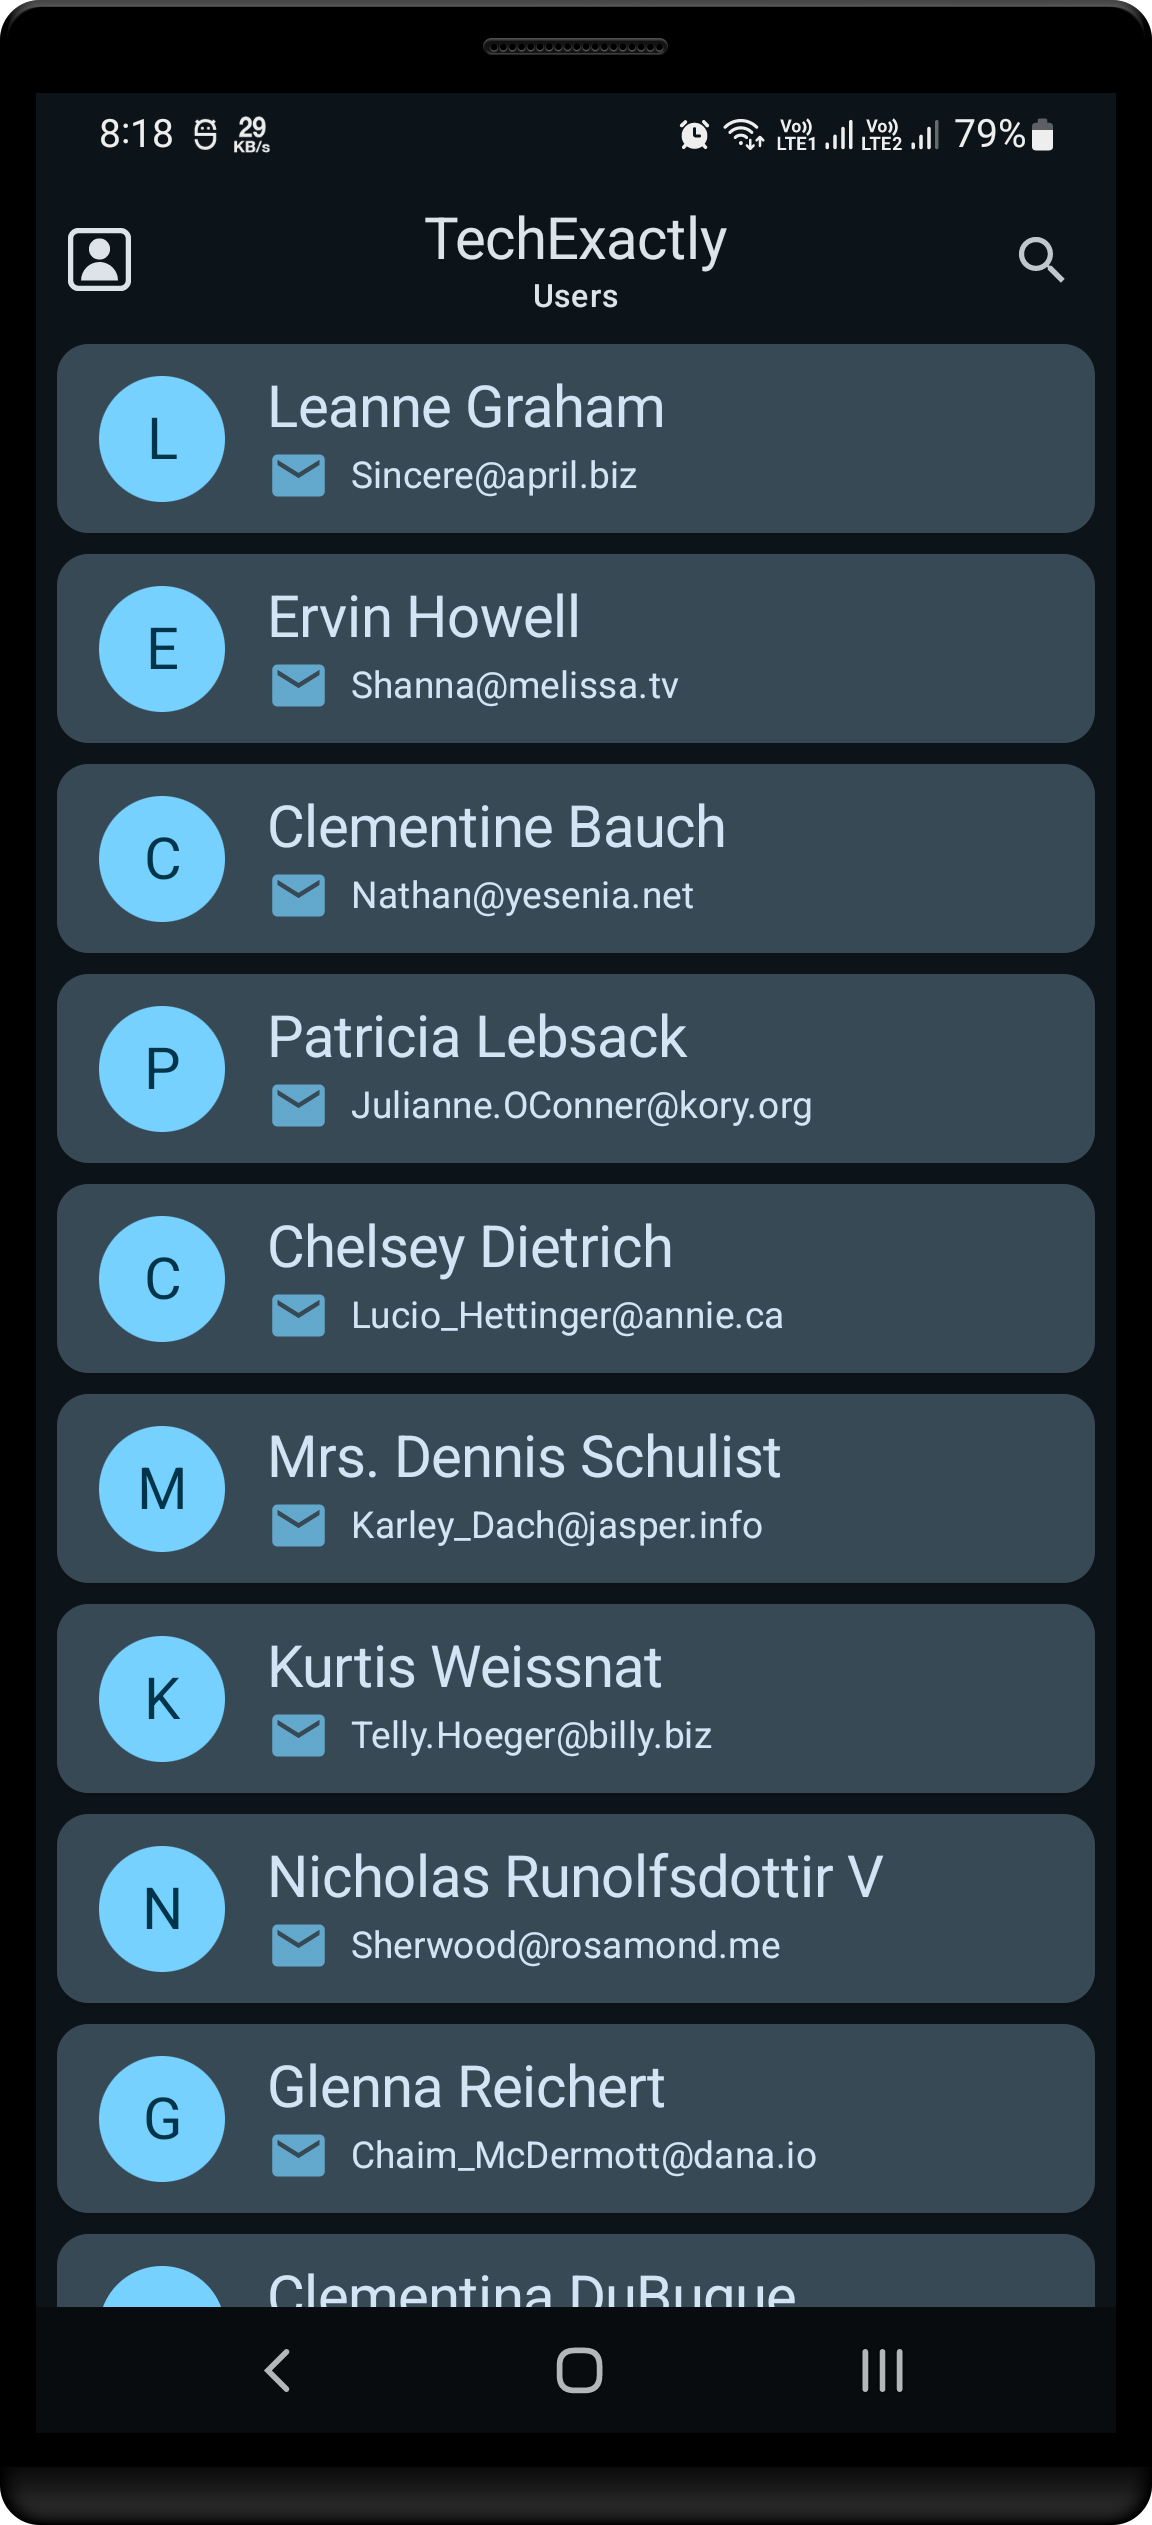 8:18 29 KB/s Vo)) LTE1 Vo)) LTE2 79%
TechExactly
Users
L Leanne Graham
Sincere@april.biz
E Ervin Howell
Shanna@melissa.tv
C Clementine Bauch
Nathan@yesenia.net
P Patricia Lebsack
Julianne.OConner@kory.org
C Chelsey Dietrich
Lucio_Hettinger@annie.ca
M Mrs. Dennis Schulist
Karley_Dach@jasper.info
K Kurtis Weissnat
Telly.Hoeger@billy.biz
N Nicholas Runolfsdottir V
Sherwood@rosamond.me
G Glenna Reichert
Chaim_McDermott@dana.io
Clementina DuBuque